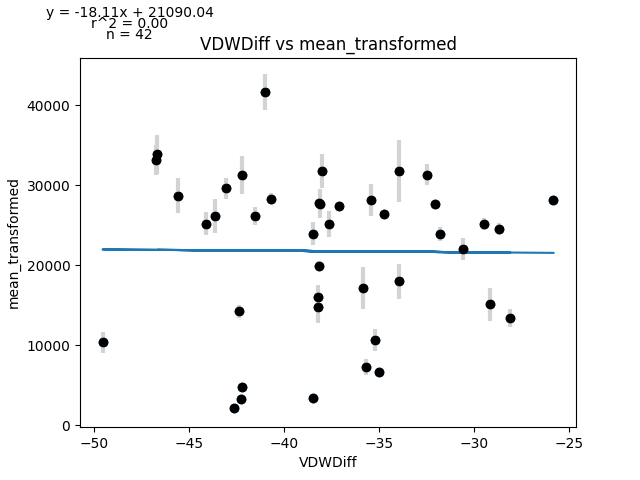 y = -18.11x + 21090.04
r^2 = 0.00
n = 42
VDWDiff vs mean_transformed
mean_transformed
40000
30000
20000
10000
0
−50
−45
−40
−35
−30
−25
VDWDiff